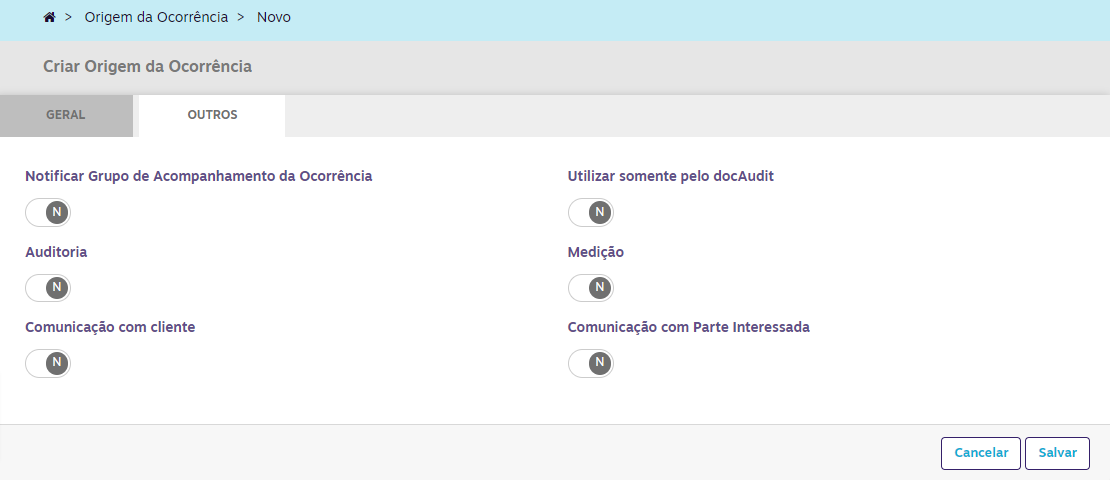 > Origem da Ocorrência > Novo
Criar Origem da Ocorrência
GERAL OUTROS
Notificar Grupo de Acompanhamento da Ocorrência Utilizar somente pelo docAudit
N N
Auditoria Medição
N N
Comunicação com cliente Comunicação com Parte Interessada
N N
Cancelar Salvar